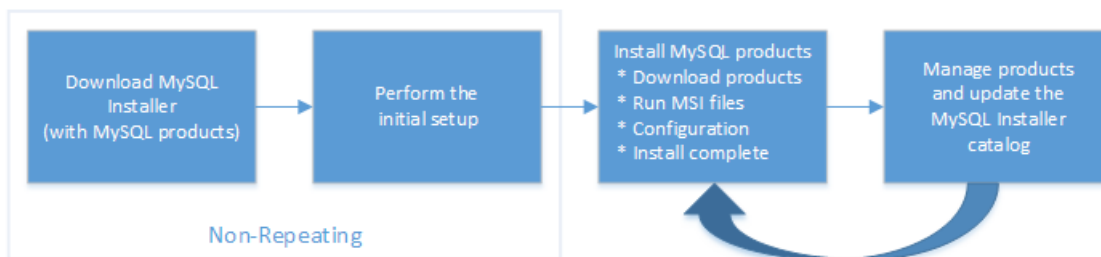 Download MySQL
Installer
(with MySQL products)
Perform the
initial setup
Install MySQL products
* Download products
* Run MSI files
* Configuration
* Install complete
Manage products
and update the
MySQL Installer
catalog
Non-Repeating